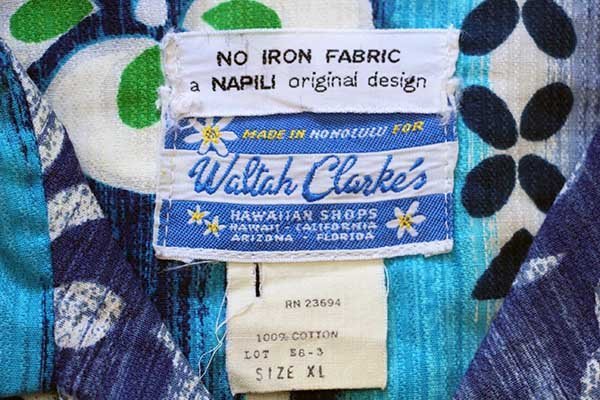 NO IRON FABRIC
a NAPILI original design
MADE IN HONOLULU FOR
Waltah Clarke's
HAWAIIAN SHOPS
HAWAII - CALIFORNIA
ARIZONA - FLORIDA
RN 23694
100% COTTON
LOT E6-3
SIZE XL